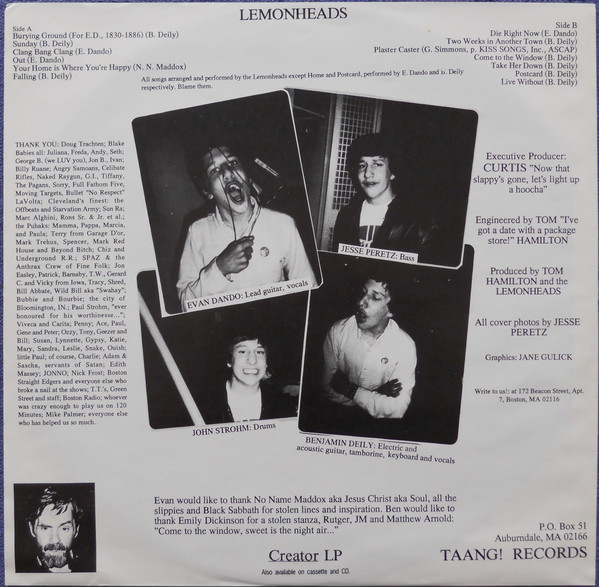 LEMONHEADS
Side A
Burying Ground (For E.D., 1830-1886) (B. Deily)
Sunday (B. Deily)
Clang Bang Clang (E. Dando)
Out (E. Dando)
Your Home is Where You're Happy (N. N. Maddox)
Falling (B. Deily)
Side B
Die Right Now (E. Dando)
Two Weeks in Another Town (B. Deily)
Plaster Caster (G. Simmons, p. KISS SONGS, Inc., ASCAP)
Come to the Window (B. Deily)
Take Her Down (B. Deily)
Postcard (B. Deily)
Live Without (B. Deily)
All songs arranged and performed by the Lemonheads except Home and Postcard, performed by E. Dando and B. Deily
respectively. Blame them.
THANK YOU: Doug Trachten; Blake
Babies all: Juliana, Freda, Andy, Seth;
George B. (we LUV you), Jon B., Ivan;
Billy Ruane; Angry Samoans, Celibate
Rifles, Naked Raygun, G.I., Tiffany,
The Pagans, Sorry, Full Fathom Five,
Moving Targets, Bullet "No Respect"
LaVolta; Cleveland's finest: the
Offbeats and Starvation Army; Sun Ra;
Marc Alghini, Rons Sr. & Jr. et al.;
the Puhaks: Mamma, Pappa, Marcia,
and Paula; Terry from Garage D'or,
Mark Trehus, Spencer, Mark Red
House and Beyond Bitch; Chiz and
Underground R.R.; SPAZ & the
Anthrax Crew of Fine Folk; Jon
Easley, Patrick, Barnaby, T.W., Gerard
C. and Vicky from Iowa, Tracy, Shred,
Bill Abbate, Wild Bill aka "Swabay";
Bubbie and Bourbie; the city of
Bloomington, IN.; Paul Strohm, "ever
honoured for his worthinesse...";
Viveca and Carita; Penny; Ace, Paul,
Gene and Peter; Ozzy, Tony, Geezer and
Bill; Susan, Lynnette, Gypsy, Katie,
Mary, Sandra, Leslie, Snake, Ouish;
little Paul; of course, Charlie; Adam &
Sascha, servants of Satan; Edith
Massey; JONNO; Nick Frost; Boston
Straight Edgers and everyone else who
broke a nail at the shows; T.T.'s, Green
Street and staff; Boston Radio; whoever
was crazy enough to play us on 120
Minutes; Mike Palmer; everyone else
who has helped us so much.
EVAN DANDO: Lead guitar, vocals
JESSE PERETZ: Bass
JOHN STROHM: Drums
BENJAMIN DEILY: Electric and
acoustic guitar, tamborine, keyboard and vocals
Executive Producer:
CURTIS "Now that
slappy's gone, let's light up
a hoocha"
Engineered by TOM "I've
got a date with a package
store!" HAMILTON
Produced by TOM
HAMILTON and the
LEMONHEADS
All cover photos by JESSE
PERETZ
Graphics: JANE GULICK
Write to us!: at 172 Beacon Street, Apt.
7, Boston, MA 02116
Evan would like to thank No Name Maddox aka Jesus Christ aka Soul, all the
slippies and Black Sabbath for stolen lines and inspiration. Ben would like to
thank Emily Dickinson for a stolen stanza, Rutger, JM and Matthew Arnold:
"Come to the window, sweet is the night air..."
Creator LP
Also available on cassette and CD.
P.O. Box 51
Auburndale, MA 02166
TAANG! RECORDS